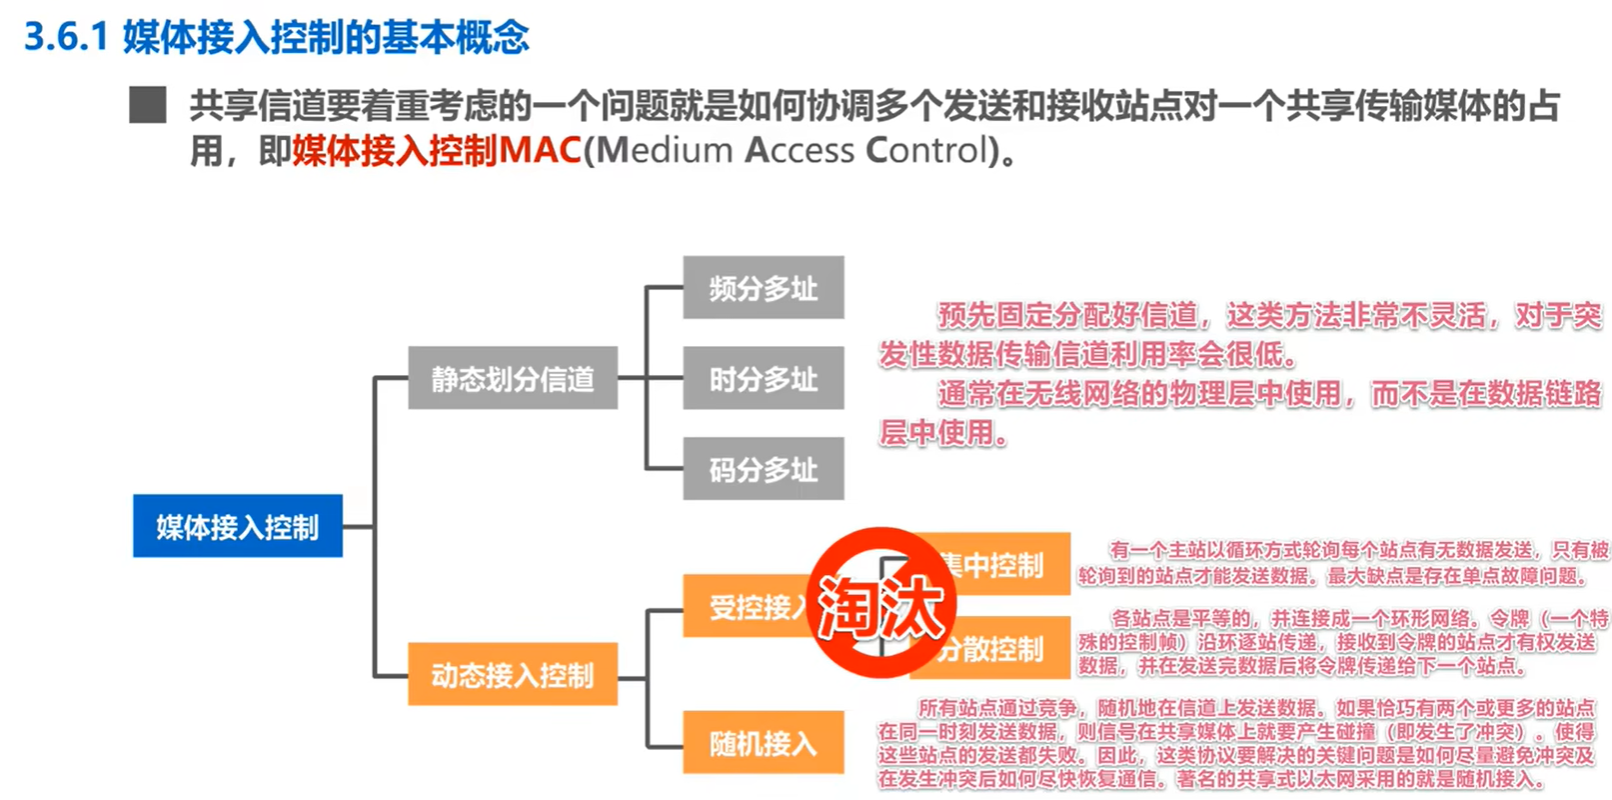 3.6.1 媒体接入控制的基本概念
共享信道要着重考虑的一个问题就是如何协调多个发送和接收站点对一个共享传输媒体的占
用，即媒体接入控制MAC(Medium Access Control)。
频分多址
静态划分信道
时分多址
码分多址
预先固定分配好信道，这类方法非常不灵活，对于突
发性数据传输信道利用率会很低。
通常在无线网络的物理层中使用，而不是在数据链路
层中使用。
媒体接入控制
动态接入控制
受控接入
淘汰
集中控制
有一个主站以循环方式轮询每个站点有无数据发送，只有被
轮询到的站点才能发送数据。最大缺点是存在单点故障问题。
分散控制
各站点是平等的，并连接成一个环形网络。令牌（一个特
殊的控制帧）沿环逐站传递，接收到令牌的站点才有权发送
数据，并在发送完数据后将令牌传递给下一个站点。
随机接入
所有站点通过竞争，随机地在信道上发送数据。如果恰巧有两个或更多的站点
在同一时刻发送数据，则信号在共享媒体上就要产生碰撞（即发生了冲突）。使得
这些站点的发送都失败。因此，这类协议要解决的关键问题是如何尽量避免冲突及
在发生冲突后如何尽快恢复通信。著名的共享式以太网采用的就是随机接入。